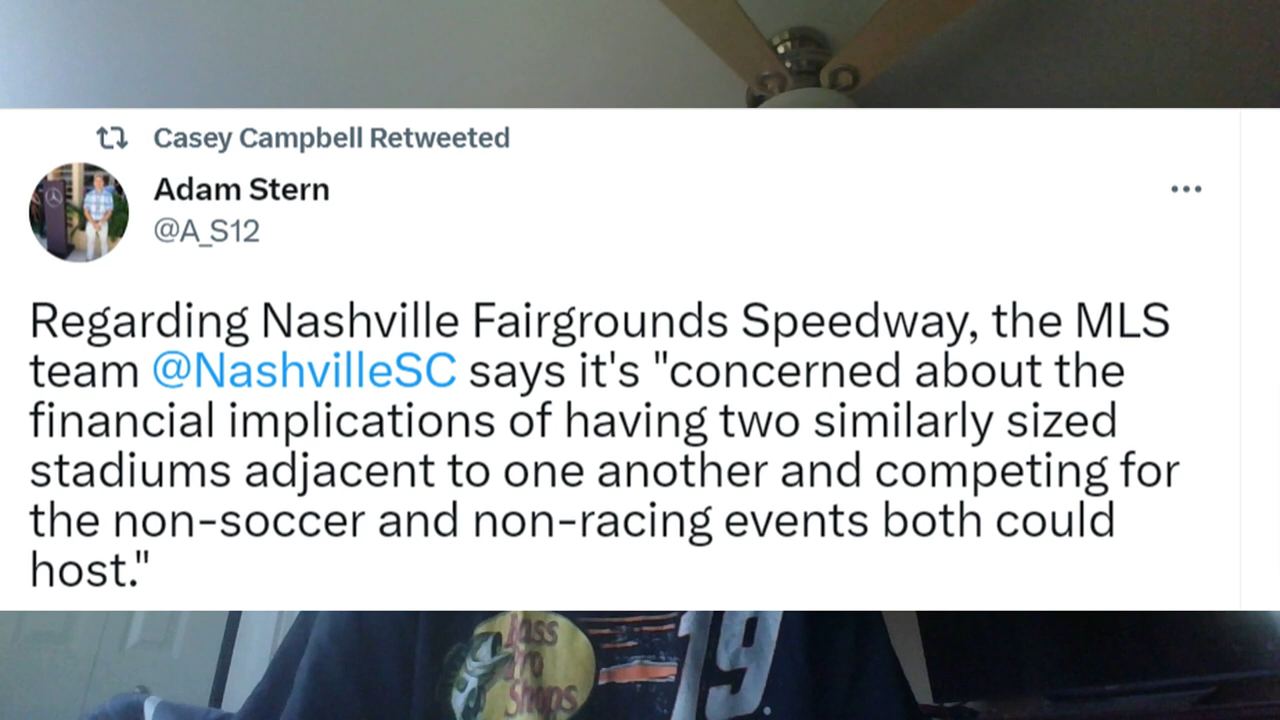 Casey Campbell Retweeted
Adam Stern
@A_S12
Regarding Nashville Fairgrounds Speedway, the MLS
team @NashvilleSC says it's "concerned about the
financial implications of having two similarly sized
stadiums adjacent to one another and competing for
the non-soccer and non-racing events both could
host."
Bass
Pro
Shops
19